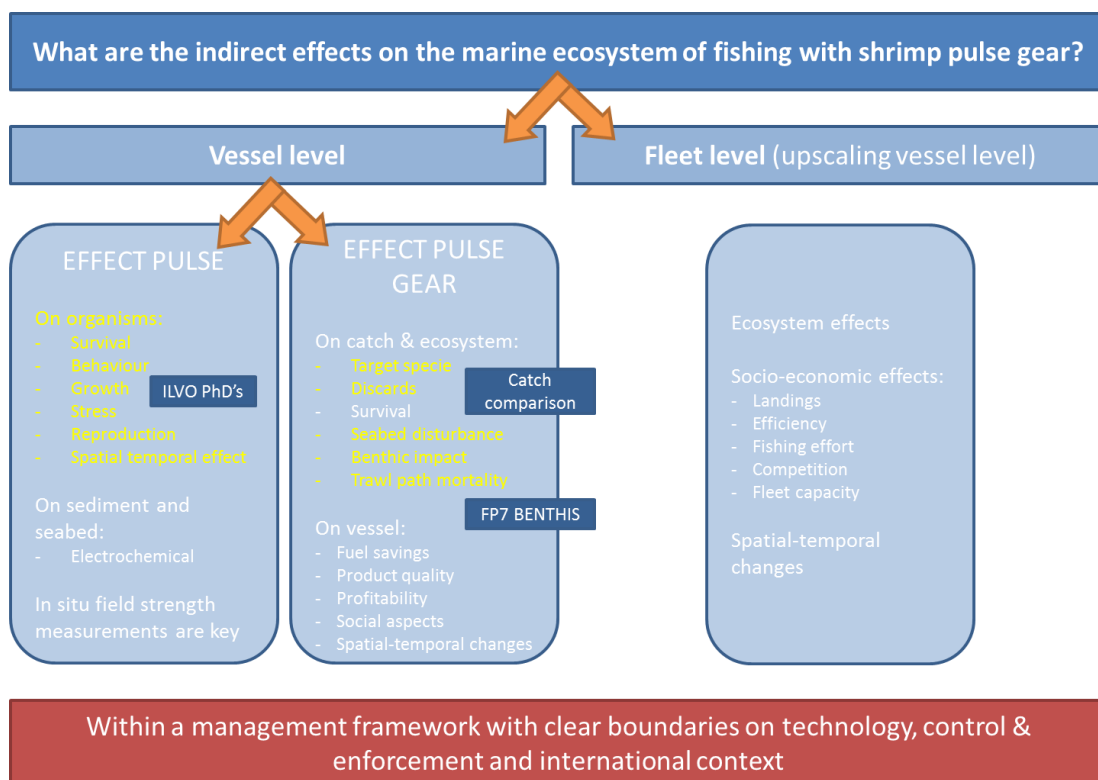 What are the indirect effects on the marine ecosystem of fishing with shrimp pulse gear?
Vessel level
Fleet level (upscaling vessel level)
EFFECT PULSE
On organisms:
- Survival
- Behaviour
- Growth
- Stress
- Reproduction
- Spatial temporal effect
ILVO PhD's
On sediment and
seabed:
- Electrochemical
In situ field strength
measurements are key
EFFECT PULSE
GEAR
On catch & ecosystem:
- Target specie
- Discards
- Survival
- Seabed disturbance
- Benthic impact
- Trawl path mortality
Catch
comparison
FP7 BENTHIS
On vessel:
- Fuel savings
- Product quality
- Profitability
- Social aspects
- Spatial-temporal changes
Ecosystem effects
Socio-economic effects:
- Landings
- Efficiency
- Fishing effort
- Competition
- Fleet capacity
Spatial-temporal
changes
Within a management framework with clear boundaries on technology, control &
enforcement and international context